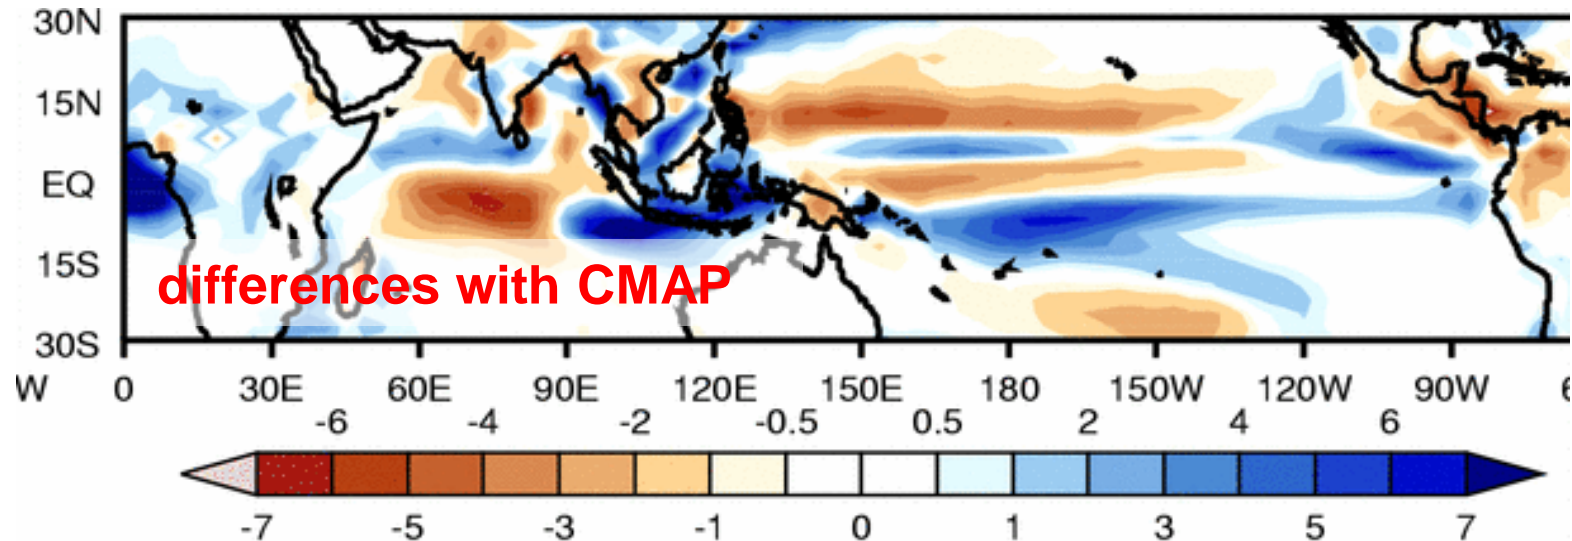 30N
15N
EQ
15S
differences with CMAP
30S
W 0 30E 60E 90E 120E 150E 180 150W 120W 90W 6
-6 -4 -2 -0.5 0.5 2 4 6
-7 -5 -3 -1 0 1 3 5 7